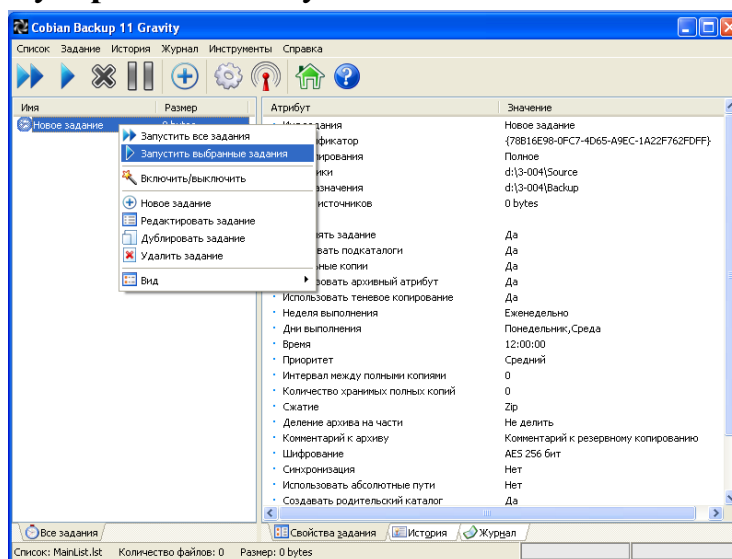 Cobian Backup 11 Gravity
Список Задание История Журнал Инструменты Справка
Имя Размер Атрибут Значение
Новое задание Новое задание
{78B16E98-0FC7-4D65-A9EC-1A22F762FDFF}
Полное
d:\3-004\Source
d:\3-004\Backup
0 bytes
Да
Да
Да
Да
Запустить все задания
Запустить выбранные задания
Включить/выключить
Новое задание
Редактировать задание
Дублировать задание
Удалить задание
Вид
Использовать теневое копирование Да
Неделя выполнения Еженедельно
Дни выполнения Понедельник,Среда
Время 12:00:00
Приоритет Средний
Интервал между полными копиями 0
Количество хранимых полных копий 0
Сжатие Zip
Деление архива на части Не делить
Комментарий к архиву Комментарий к резервному копированию
Шифрование AES 256 бит
Синхронизация Нет
Использовать абсолютные пути Нет
Создавать родительский каталог Да
Все задания Свойства задания История Журнал
Список: MainList.lst Количество файлов: 0 Размер: 0 bytes